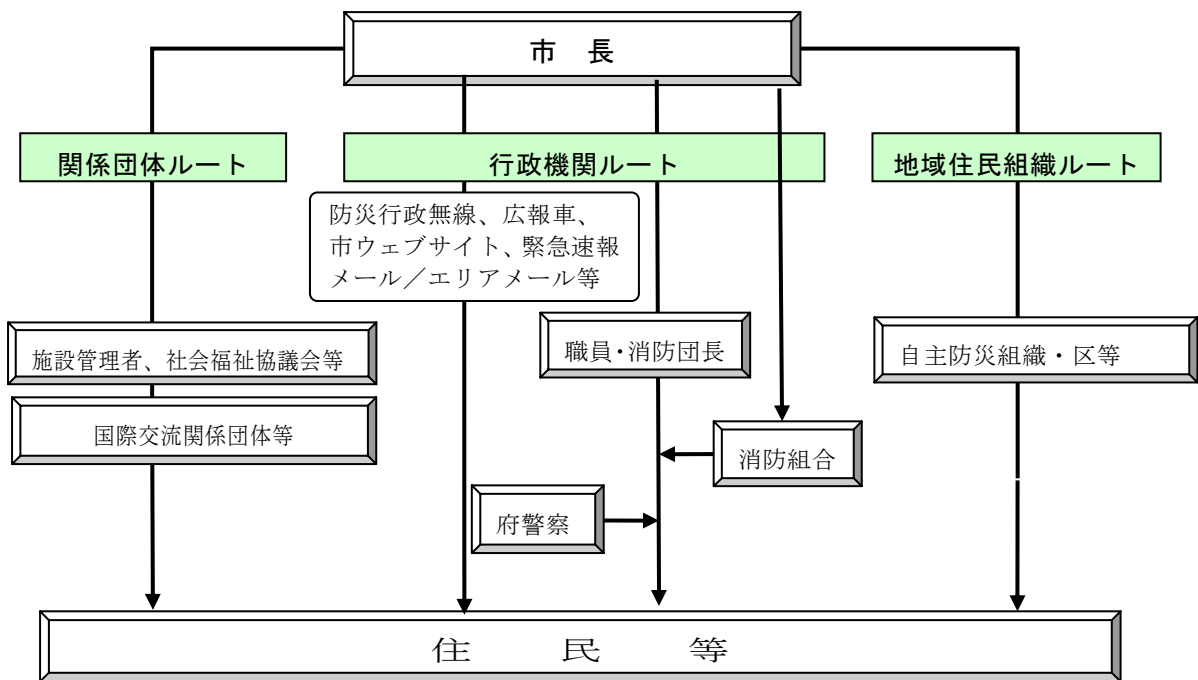 市 長
関係団体ルート
行政機関ルート
地域住民組織ルート
防災行政無線、広報車、
市ウェブサイト、緊急速報
メール／エリアメール等
施設管理者、社会福祉協議会等
職員・消防団長
自主防災組織・区等
国際交流関係団体等
消防組合
府警察
住 民 等